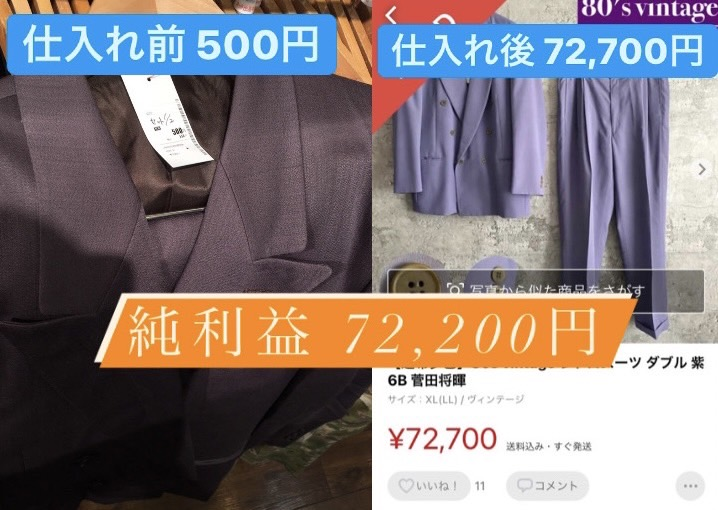 仕入れ前 500円
500
仕入れ後 72,700円
80's vintage
写真から似た商品をさがす
純利益 72,200円
ーツ ダブル 紫
6B 菅田将暉
サイズ：XL(LL) / ヴィンテージ
¥72,700 送料込み・すぐ発送
いいね！ 11 コメント